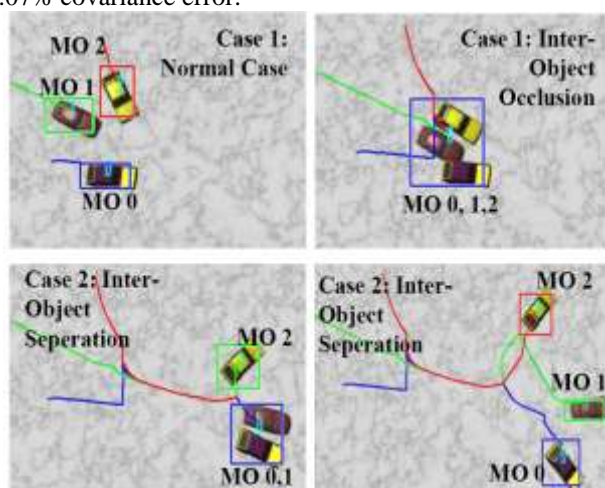 .07% covariance error.
MO 2
Case 1:
Normal Case
MO 1
MO 0
Case 1: Inter-
Object
Occlusion
MO 0, 1,2
Case 2: Inter-
Object
Seperation
MO 2
MO 0,1
Case 2: Inter-
Object
Seperation
MO 2
MO 1
MO 0